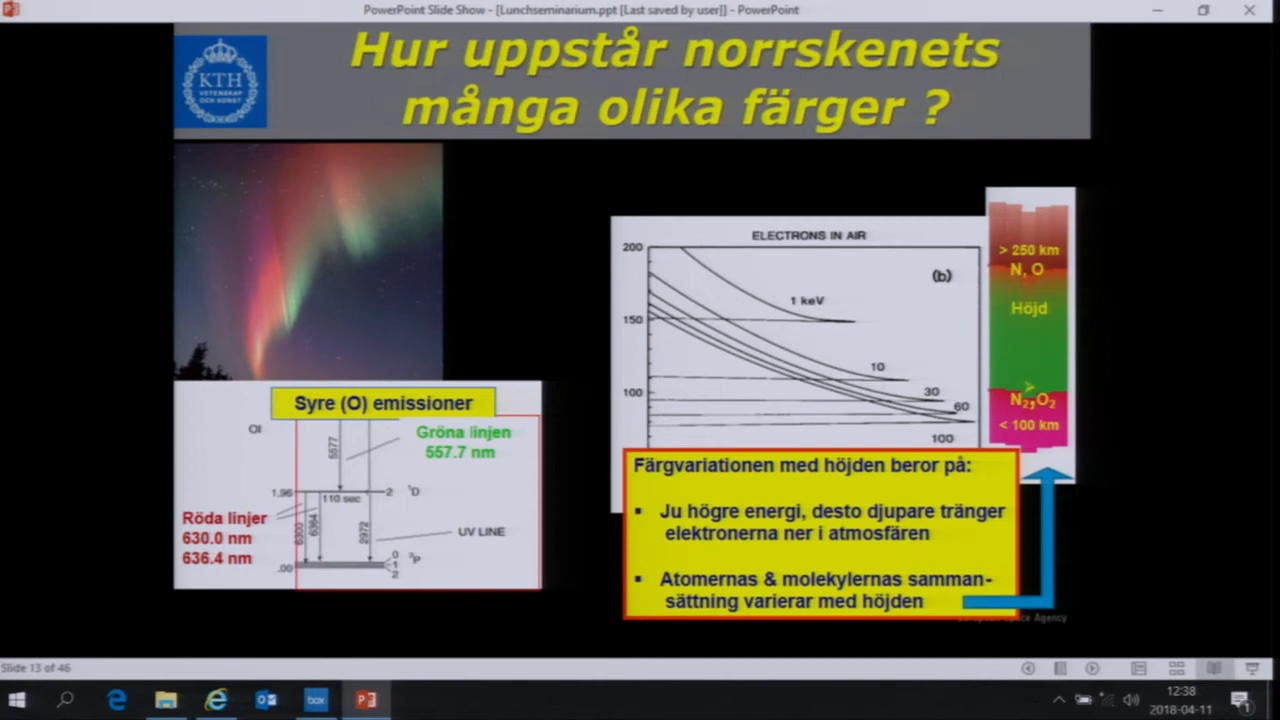 PowerPoint Slide Show - [Lunchseminarium.ppt [Last saved by user]] - PowerPoint
KTH
VETENSKAP
OCH KONST
Hur uppstår norrskenets
många olika färger ?
ELECTRONS IN AIR
200
150
100
(b)
1 keV
10
30
60
100
> 250 km
N, O
Höjd
N2,O2
< 100 km
Syre (O) emissioner
OI
5577
Gröna linjen
557.7 nm
1.96
110 sec
2
¹D
Röda linjer
630.0 nm
636.4 nm
6300
6364
2972
UV LINE
.00
0
1
2
³P
Färgvariationen med höjden beror på:
▪ Ju högre energi, desto djupare tränger
elektronerna ner i atmosfären
▪ Atomernas & molekylernas samman-
sättning varierar med höjden
European Space Agency
Slide 13 of 46
box
12:38
2018-04-11
1